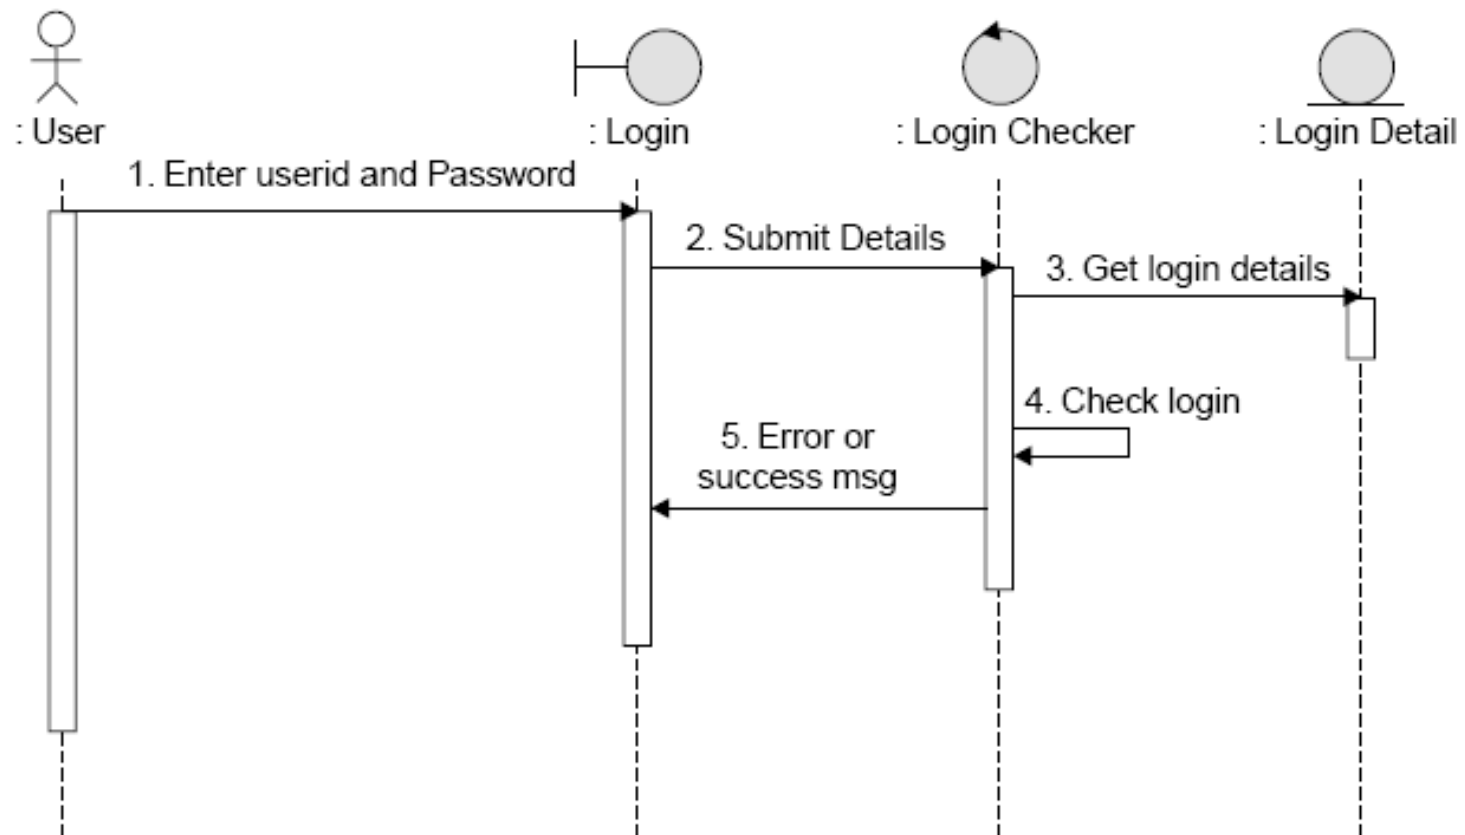 : User
: Login
: Login Checker
: Login Detail
1. Enter userid and Password
2. Submit Details
3. Get login details
4. Check login
5. Error or
success msg